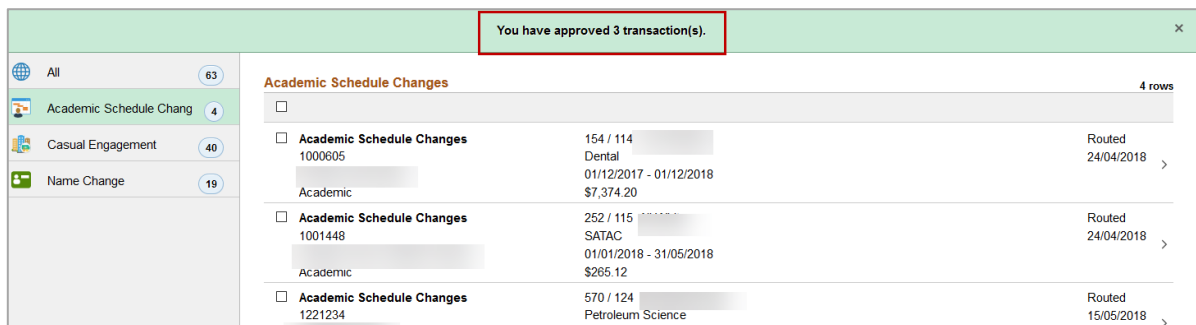 You have approved 3 transaction(s).
×
All 63
Academic Schedule Chang 4
Casual Engagement 40
Name Change 19
Academic Schedule Changes
4 rows
Academic Schedule Changes 154 / 114 Routed
1000605 Dental 24/04/2018
01/12/2017 - 01/12/2018
Academic $7,374.20
Academic Schedule Changes 252 / 115 Routed
1001448 SATAC 24/04/2018
01/01/2018 - 31/05/2018
Academic $265.12
Academic Schedule Changes 570 / 124 Routed
1221234 Petroleum Science 15/05/2018